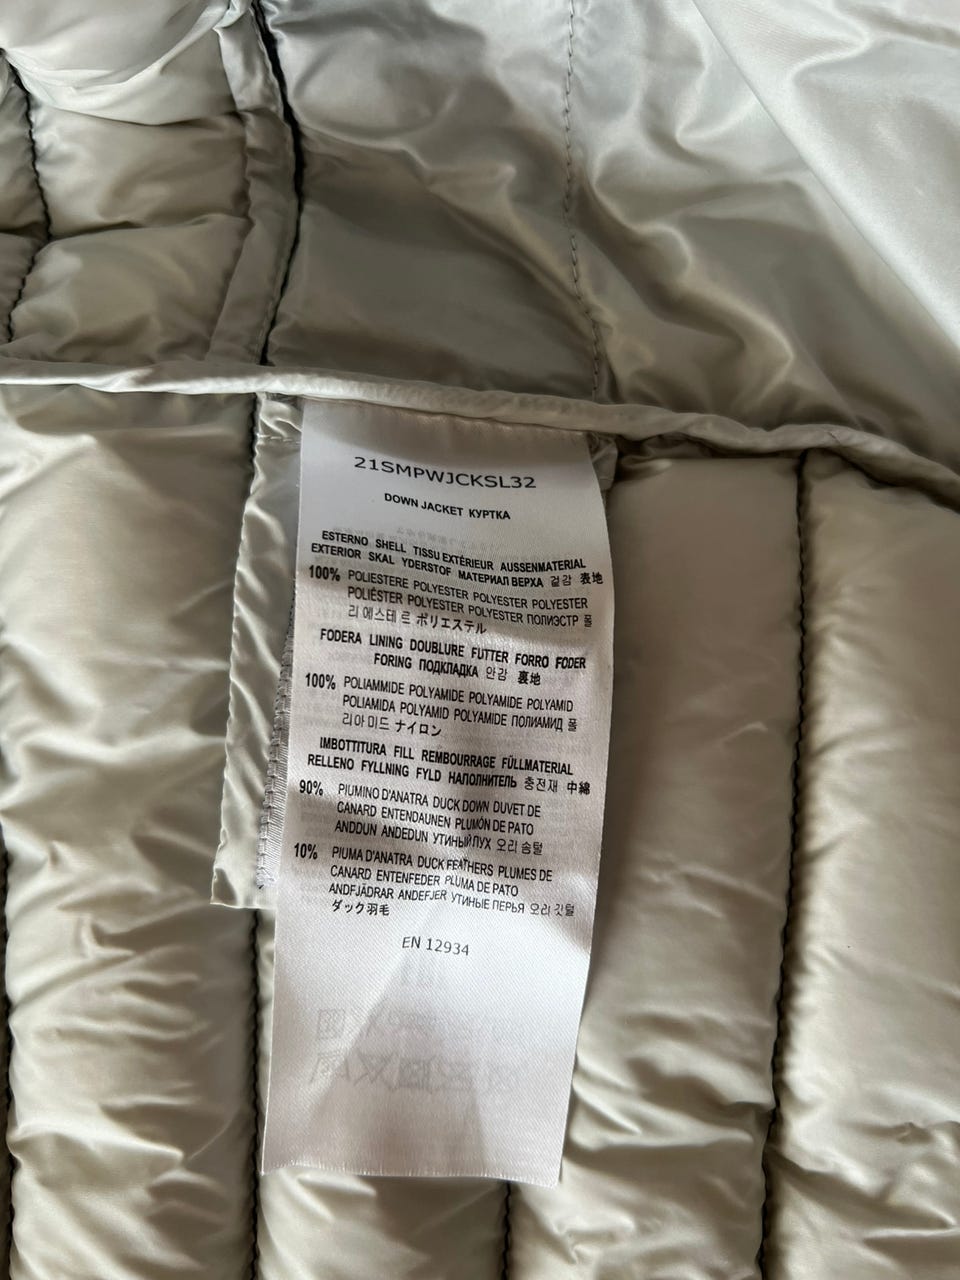 21SMPWJCKSL32
DOWN JACKET КУРТКА
ESTERNO SHELL TISSU EXTÉRIEUR AUSSENMATERIAL
EXTERIOR SKAL YDERSTOF МАТЕРИАЛ ВЕРХА 겉감 表地
100% POLIESTERE POLYESTER POLYESTER POLYESTER
POLIÉSTER POLYESTER POLYESTER ПОЛИЭСТР 폴
리 에스테 르 ポリエステル
FODERA LINING DOUBLURE FUTTER FORRO FODER
FORING ПОДКЛАДКА 안감 裏地
100% POLIAMMIDE POLYAMIDE POLYAMIDE POLYAMID
POLIAMIDA POLYAMID POLYAMIDE ПОЛИАМИД 폴
리아 미드 ナイロン
IMBOTTITURA FILL REMBOURRAGE FÜLLMATERIAL
RELLENO FYLLNING FYLD НАПОЛНИТЕЛЬ 충전재 中綿
90% PIUMINO D'ANATRA DUCK DOWN DUVET DE
CANARD ENTENDAUNEN PLUMÓN DE PATO
ANDDUN ANDEDUN УТИНЫЙ ПУХ 오리 솜털
10% PIUMA D'ANATRA DUCK FEATHERS PLUMES DE
CANARD ENTENFEDER PLUMA DE PATO
ANDFJÄDRAR ANDEFJER УТИНЫЕ ПЕРЬЯ 오리 깃털
ダック羽毛
EN 12934